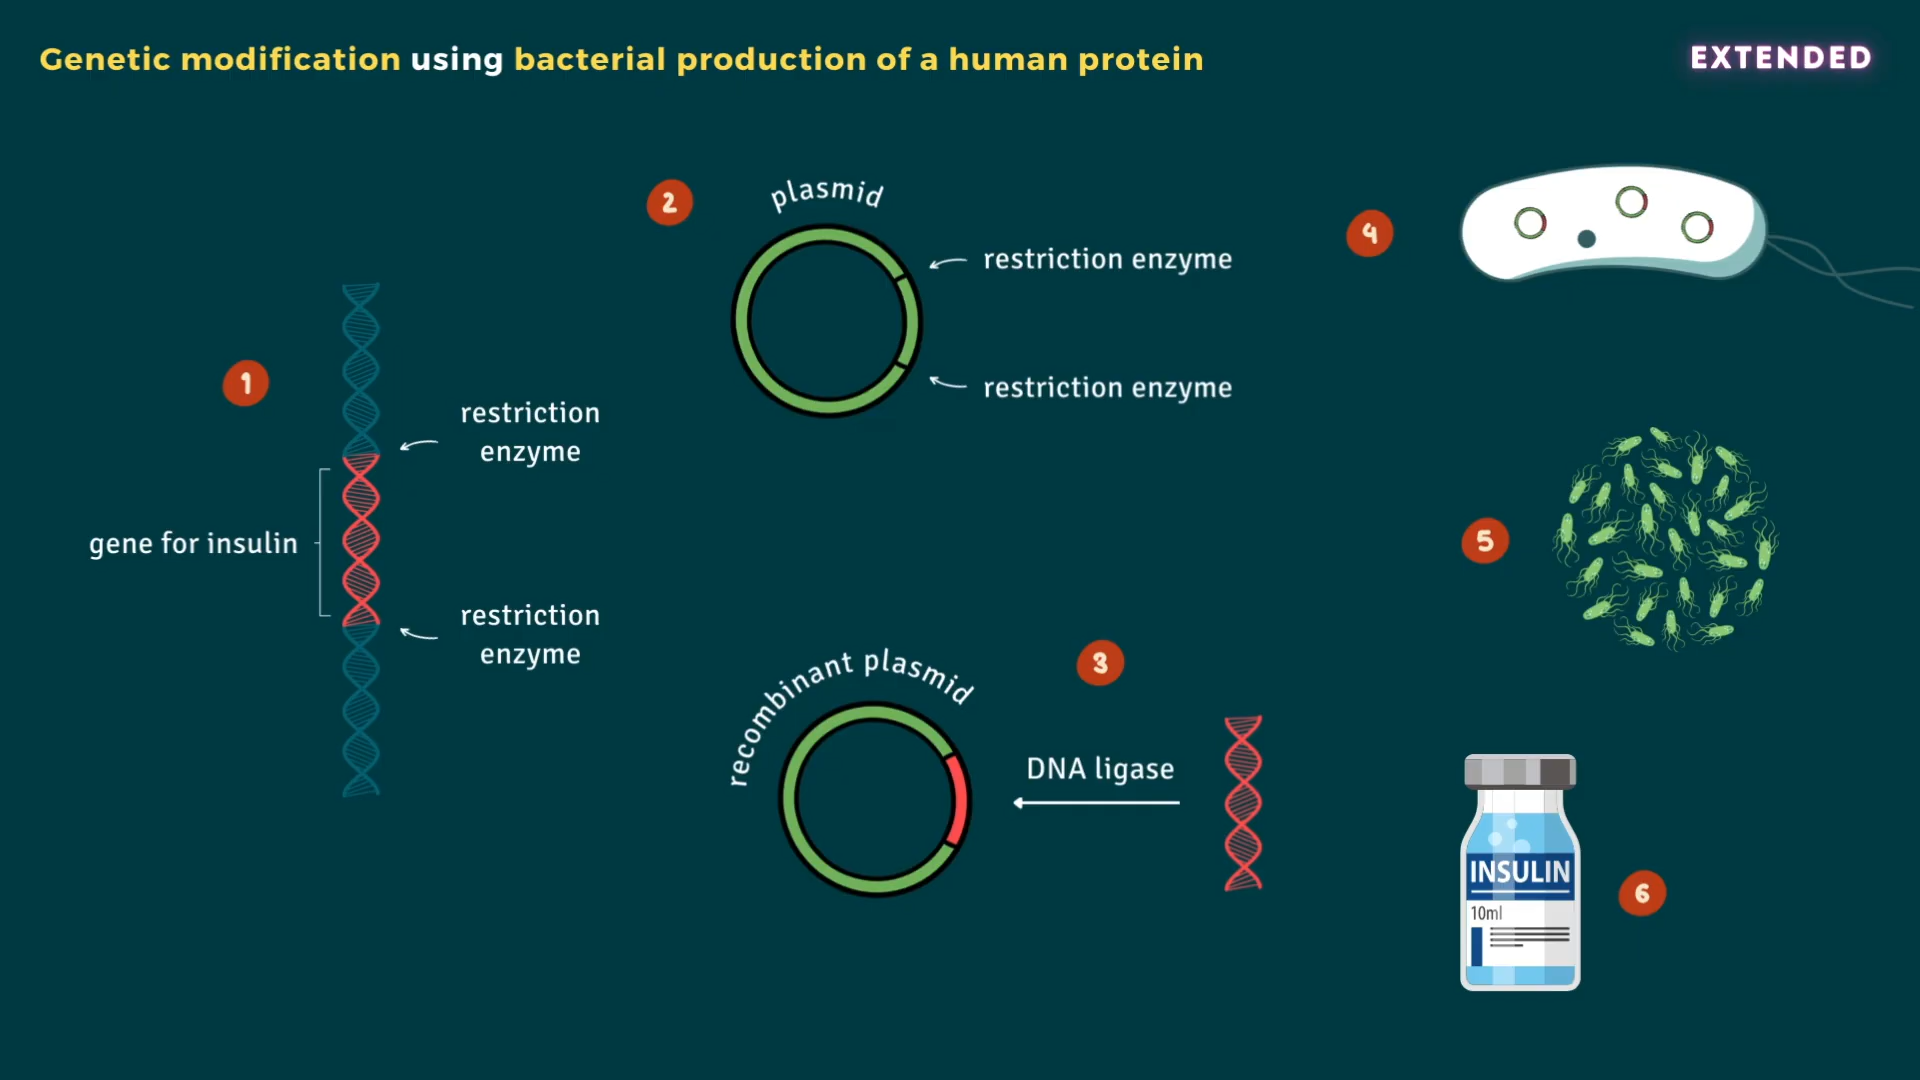 Genetic modification using bacterial production of a human protein
EXTENDED
1
restriction
enzyme
gene for insulin
restriction
enzyme
2
plasmid
restriction enzyme
restriction enzyme
3
recombinant plasmid
DNA ligase
4
5
6
INSULIN
10ml